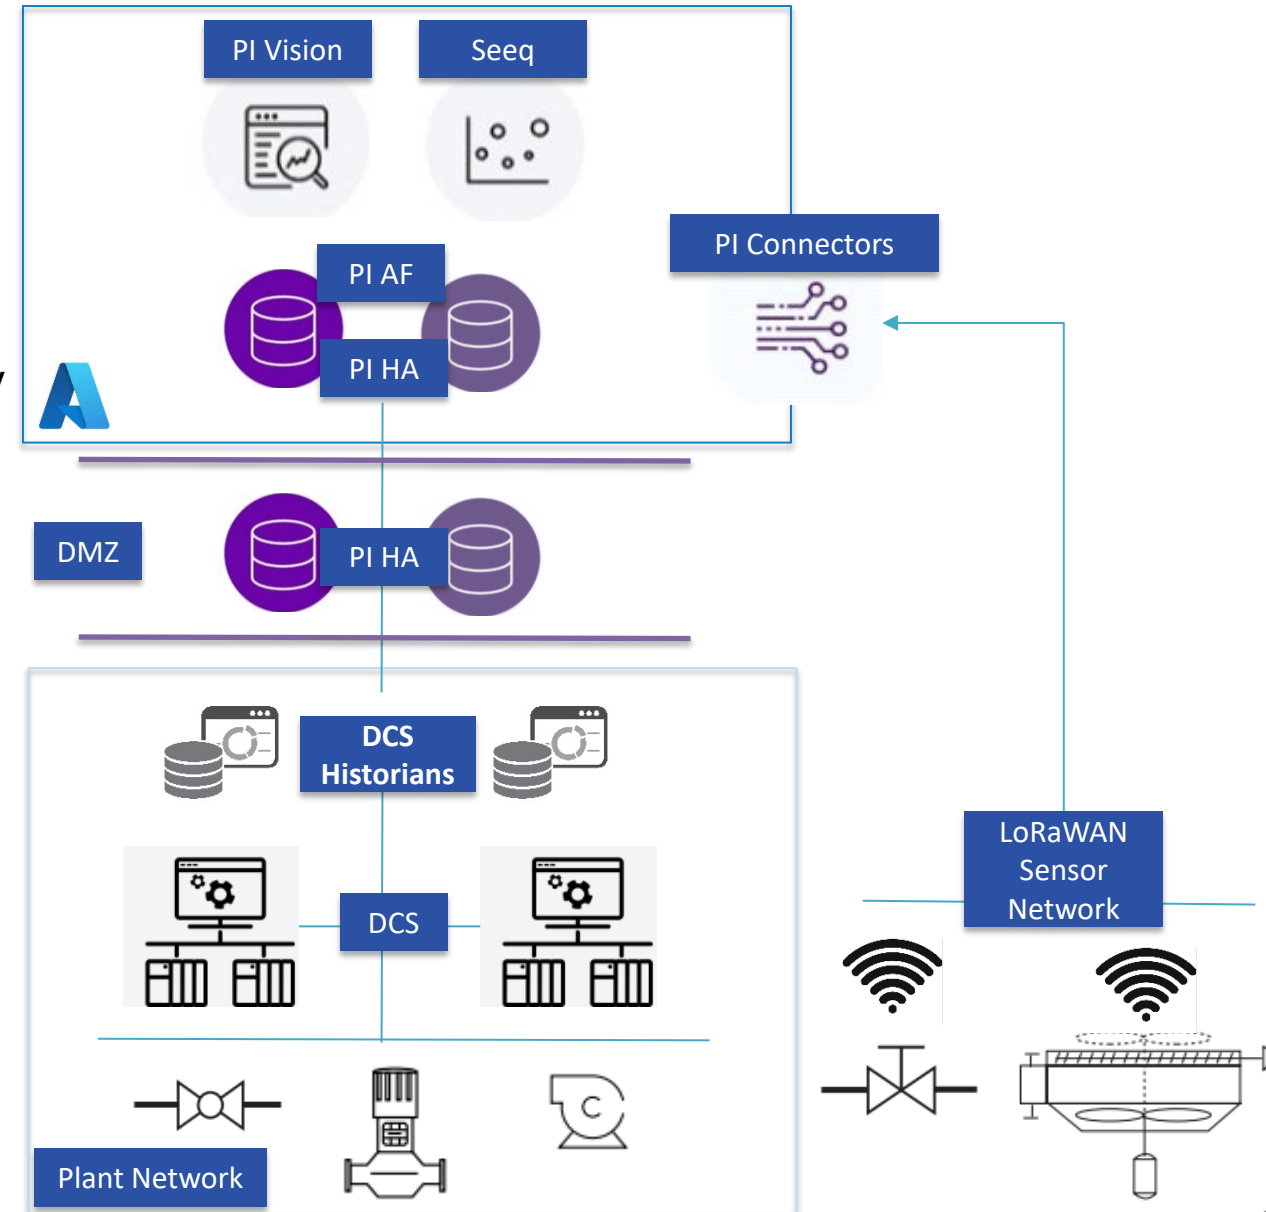 PI Vision
Seeq
PI Connectors
PI AF
PI HA
DMZ
PI HA
DCS
Historians
DCS
LoRaWAN
Sensor
Network
C
Plant Network